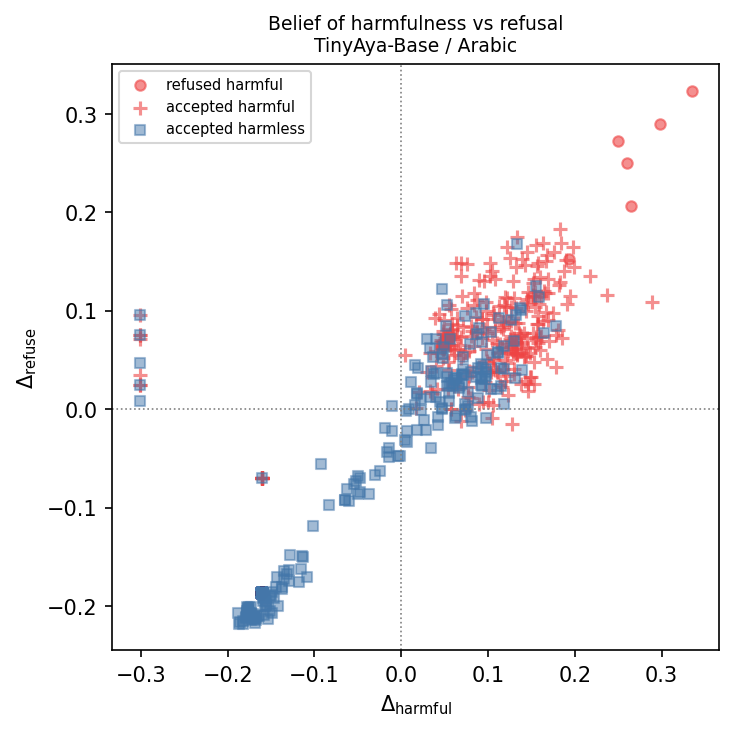 Belief of harmfulness vs refusal
TinyAya-Base / Arabic
refused harmful
accepted harmful
accepted harmless
0.3
0.2
0.1
0.0
−0.1
−0.2
Δrefuse
−0.3
−0.2
−0.1
0.0
0.1
0.2
0.3
Δharmful